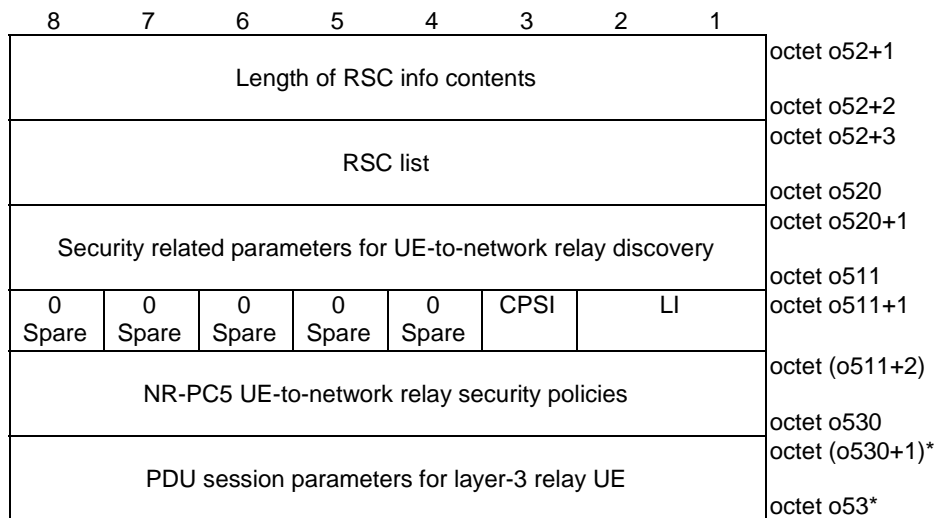 8 7 6 5 4 3 2 1
octet o52+1
Length of RSC info contents
octet o52+2
octet o52+3
RSC list
octet o520
octet o520+1
Security related parameters for UE-to-network relay discovery
octet o511
0 0 0 0 0 CPSI LI octet o511+1
Spare Spare Spare Spare Spare
octet (o511+2)
NR-PC5 UE-to-network relay security policies
octet o530
octet (o530+1)*
PDU session parameters for layer-3 relay UE
octet o53*